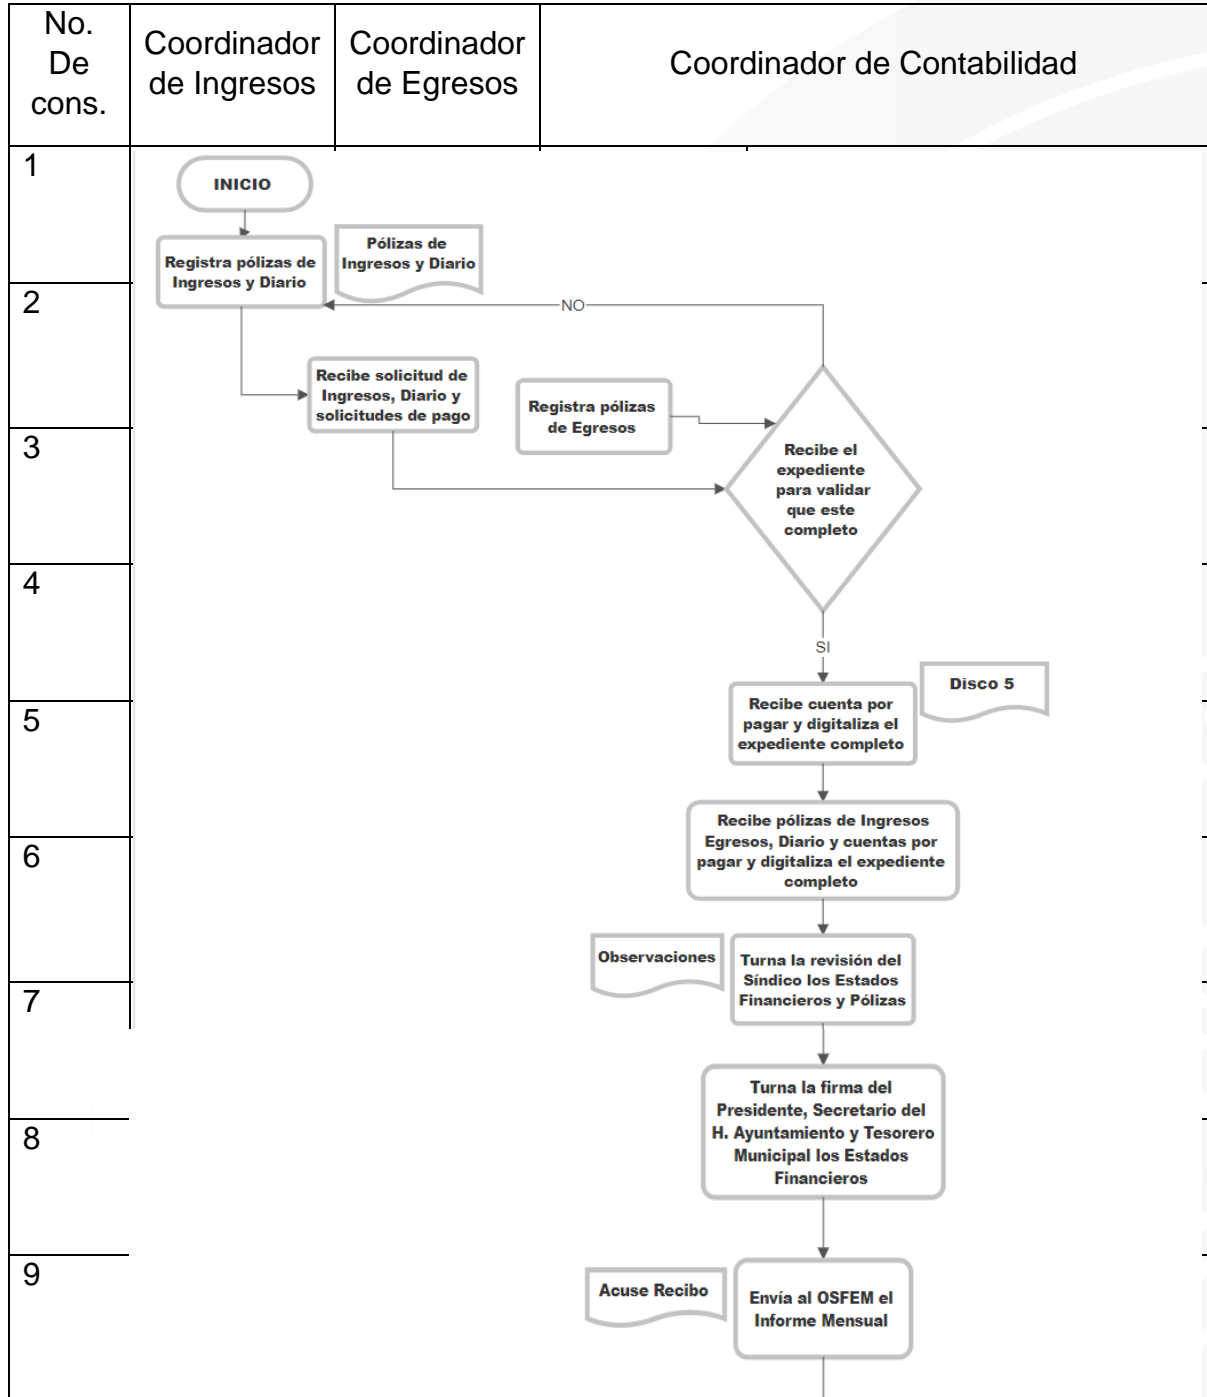 No.
De
cons.
Coordinador
de Ingresos
Coordinador
de Egresos
Coordinador de Contabilidad
1
INICIO
Registra pólizas de
Ingresos y Diario
Pólizas de
Ingresos y Diario
2
NO
Recibe solicitud de
Ingresos, Diario y
solicitudes de pago
Registra pólizas
de Egresos
3
Recibe el
expediente
para validar
que este
completo
4
SI
Disco 5
5
Recibe cuenta por
pagar y digitaliza el
expediente completo
6
Recibe pólizas de Ingresos
Egresos, Diario y cuentas por
pagar y digitaliza el expediente
completo
Observaciones
Turna la revisión del
Síndico los Estados
Financieros y Pólizas
7
Turna la firma del
Presidente, Secretario del
H. Ayuntamiento y Tesorero
Municipal los Estados
Financieros
8
9
Acuse Recibo
Envía al OSFEM el
Informe Mensual